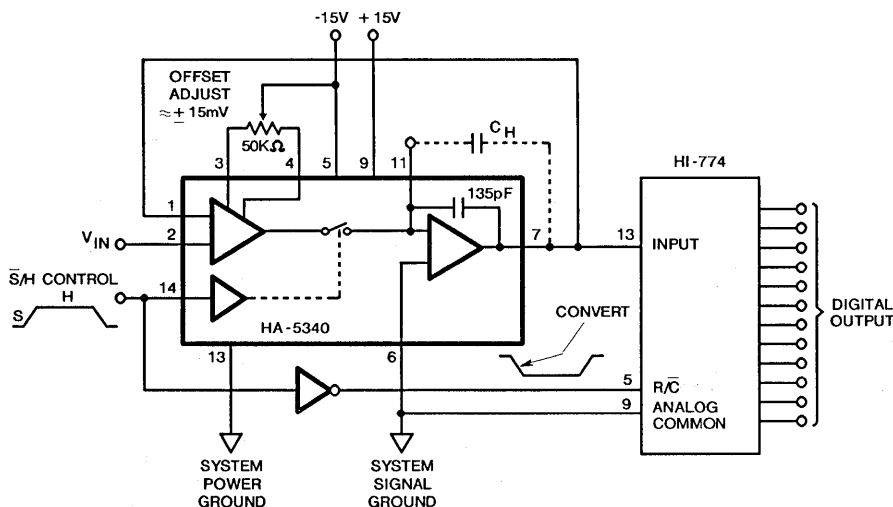 -15V
+15V
OFFSET
ADJUST
≈ ± 15mV
50KΩ
3
4
5
9
11
C H
HI-774
135pF
1
2
VIN
7
13
INPUT
S̅/H CONTROL
H
S
14
HA-5340
13
6
CONVERT
DIGITAL
OUTPUT
5
R/C̅
9
ANALOG
COMMON
SYSTEM
POWER
GROUND
SYSTEM
SIGNAL
GROUND